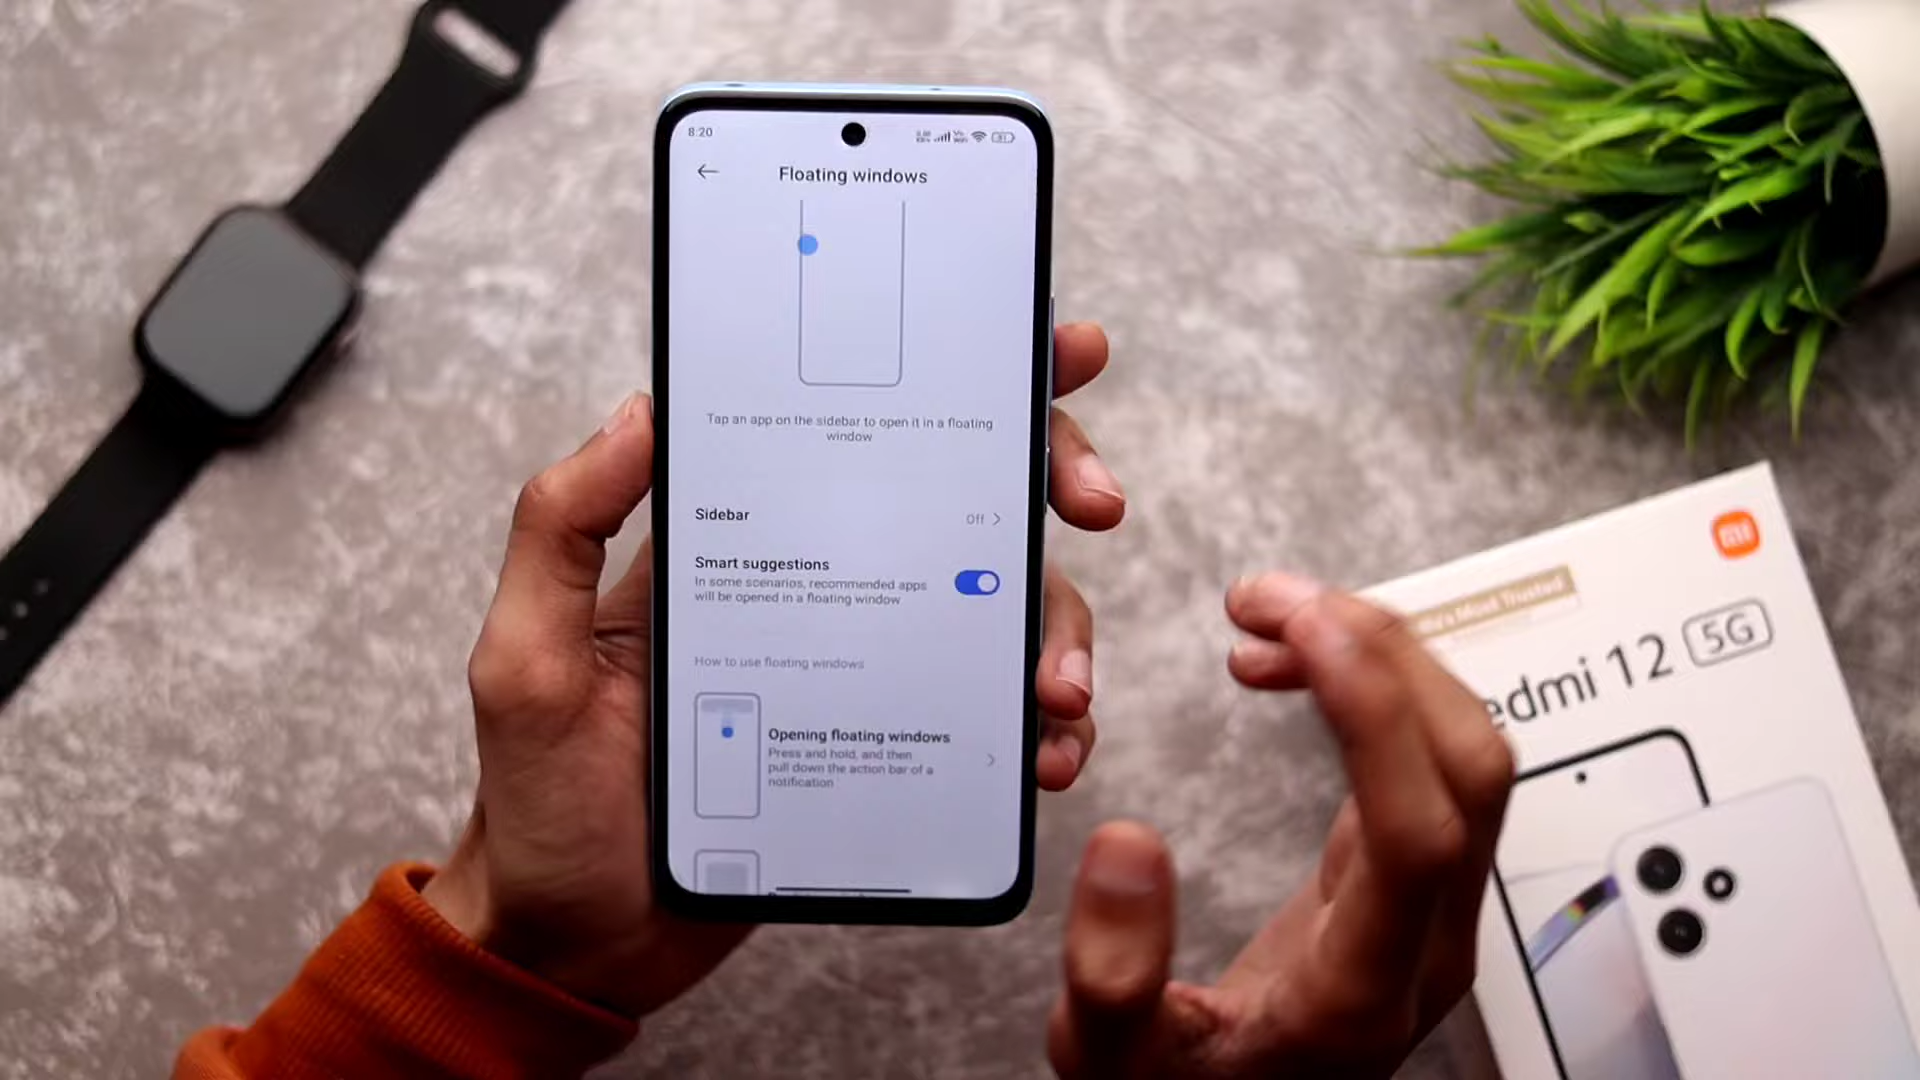 8:20
Floating windows
Tap an app on the sidebar to open it in a floating
window
Sidebar
Off
Smart suggestions
In some scenarios, recommended apps
will be opened in a floating window
How to use floating windows
Opening floating windows
Press and hold, and then
pull down the action bar of a
notification
Most Trusted
edmi 12 5G